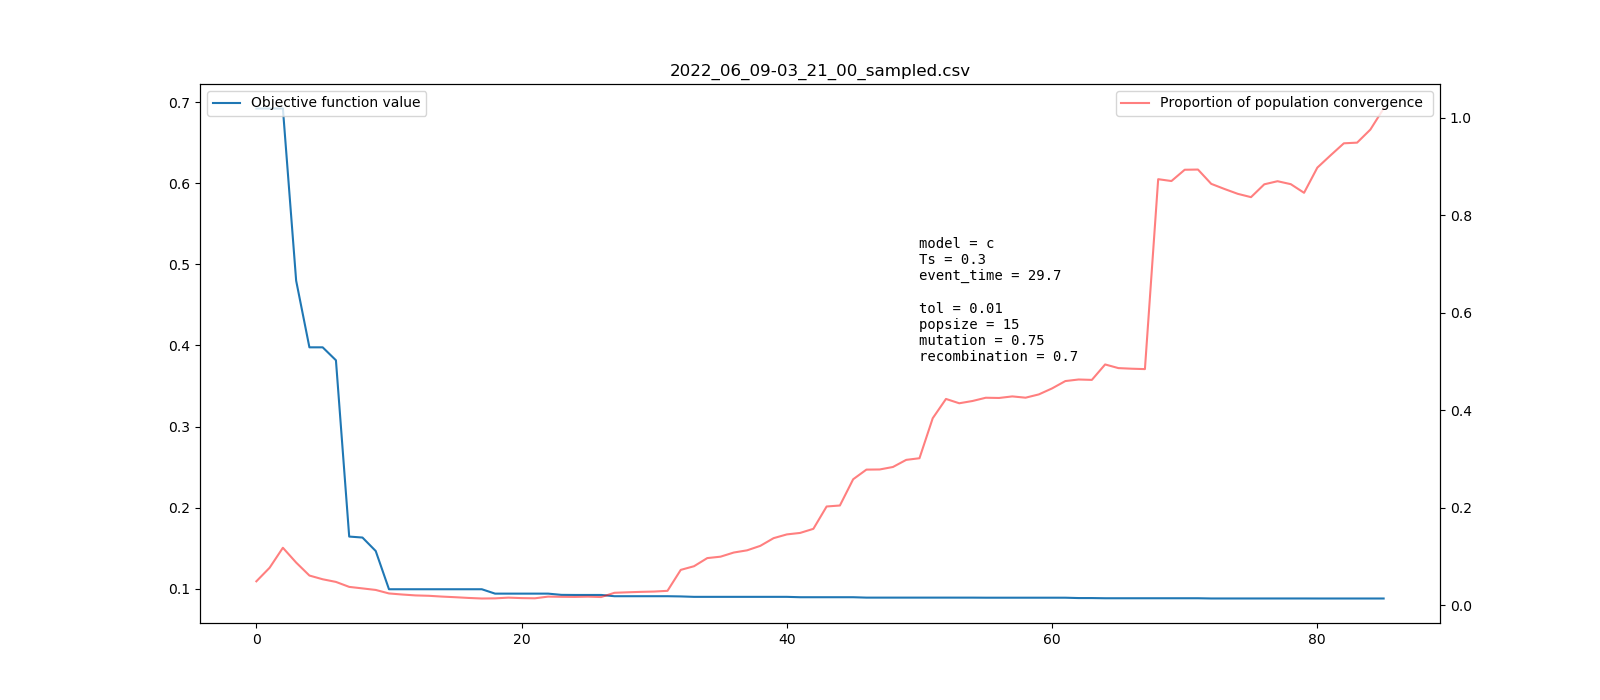 2022_06_09-03_21_00_sampled.csv
Objective function value
Proportion of population convergence
0.7
0.6
0.5
0.4
0.3
0.2
0.1
1.0
0.8
0.6
0.4
0.2
0.0
model = c
Ts = 0.3
event_time = 29.7
tol = 0.01
popsize = 15
mutation = 0.75
recombination = 0.7
0 20 40 60 80